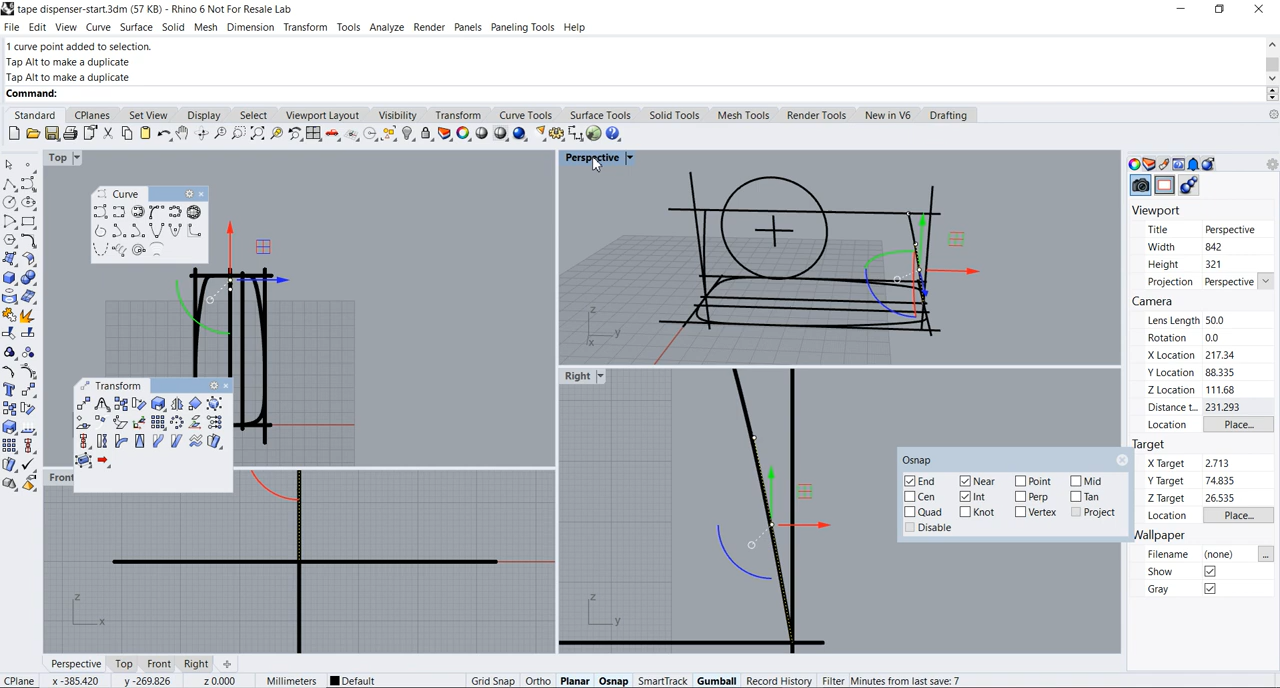 tape dispenser-start.3dm (57 KB) - Rhino 6 Not For Resale Lab
File Edit View Curve Surface Solid Mesh Dimension Transform Tools Analyze Render Panels Paneling Tools Help
1 curve point added to selection.
Tap Alt to make a duplicate
Tap Alt to make a duplicate
Command:
Standard CPlanes Set View Display Select Viewport Layout Visibility Transform Curve Tools Surface Tools Solid Tools Mesh Tools Render Tools New in V6 Drafting
Top
Perspective
Curve
Transform
Front
Right
z
x
z
y
z
y
x
Osnap
End Near Point Mid
Cen Int Perp Tan
Quad Knot Vertex Project
Disable
Viewport
Title Perspective
Width 842
Height 321
Projection Perspective
Camera
Lens Length 50.0
Rotation 0.0
X Location 217.34
Y Location 88.335
Z Location 111.68
Distance t... 231.293
Location Place...
Target
X Target 2.713
Y Target 74.835
Z Target 26.535
Location Place...
Wallpaper
Filename (none) ...
Show
Gray
Perspective Top Front Right
CPlane x -385.420 y -269.826 z 0.000 Millimeters Default Grid Snap Ortho Planar Osnap SmartTrack Gumball Record History Filter Minutes from last save: 7